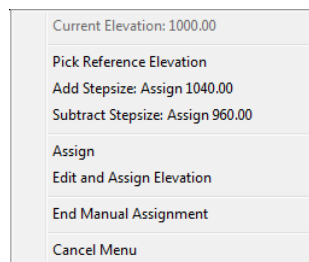 Current Elevation: 1000.00
Pick Reference Elevation
Add Stepsize: Assign 1040.00
Subtract Stepsize: Assign 960.00
Assign
Edit and Assign Elevation
End Manual Assignment
Cancel Menu